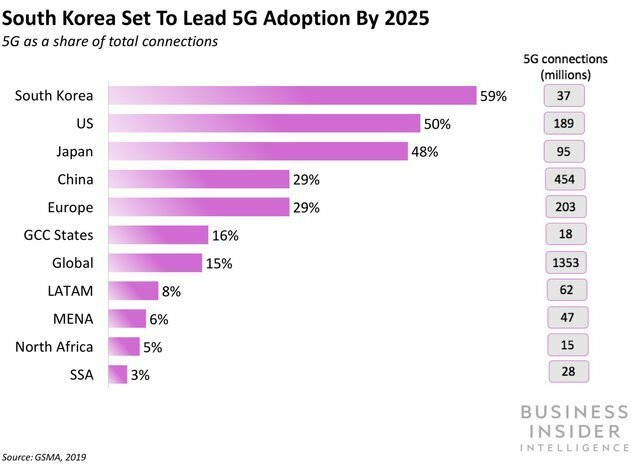 South Korea Set To Lead 5G Adoption By 2025
5G as a share of total connections
5G connections
(millions)
South Korea 59% 37
US 50% 189
Japan 48% 95
China 29% 454
Europe 29% 203
GCC States 16% 18
Global 15% 1353
LATAM 8% 62
MENA 6% 47
North Africa 5% 15
SSA 3% 28
BUSINESS
INSIDER
INTELLIGENCE
Source: GSMA, 2019